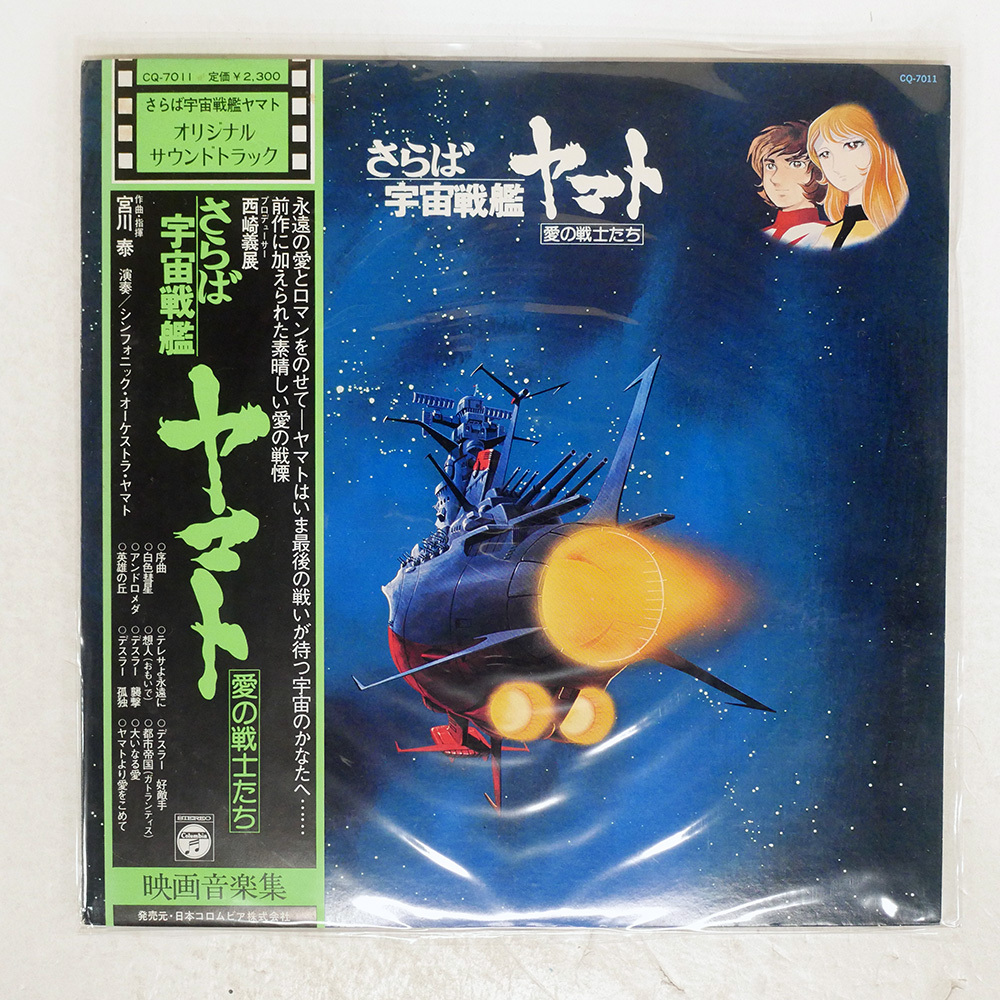 CQ-7011 定価￥2,300
さらば宇宙戦艦ヤマト
オリジナル
サウンドトラック
永遠の愛とロマンをのせて—ヤマトはいま最後の戦いが待つ宇宙のかなたへ……
前作に加えられた素晴しい愛の戦慄
プロデューサー
西崎義展
さらば
宇宙戦艦
ヤマト
愛の戦士たち
作曲・指揮
宮川 泰 演奏/シンフォニック・オーケストラ・ヤマト
○序曲
○白色彗星
○アンドロメダ
○英雄の丘
○テレサよ永遠に
○想人(おもいで)
○デスラー 襲撃
○デスラー 孤独
○デスラー 好敵手
○都市帝国(ガトランティス)
○大いなる愛
○ヤマトより愛をこめて
STEREO
Columbia
映画音楽集
発売元・日本コロムビア株式会社
CQ-7011
さらば
宇宙戦艦
ヤマト
愛の戦士たち